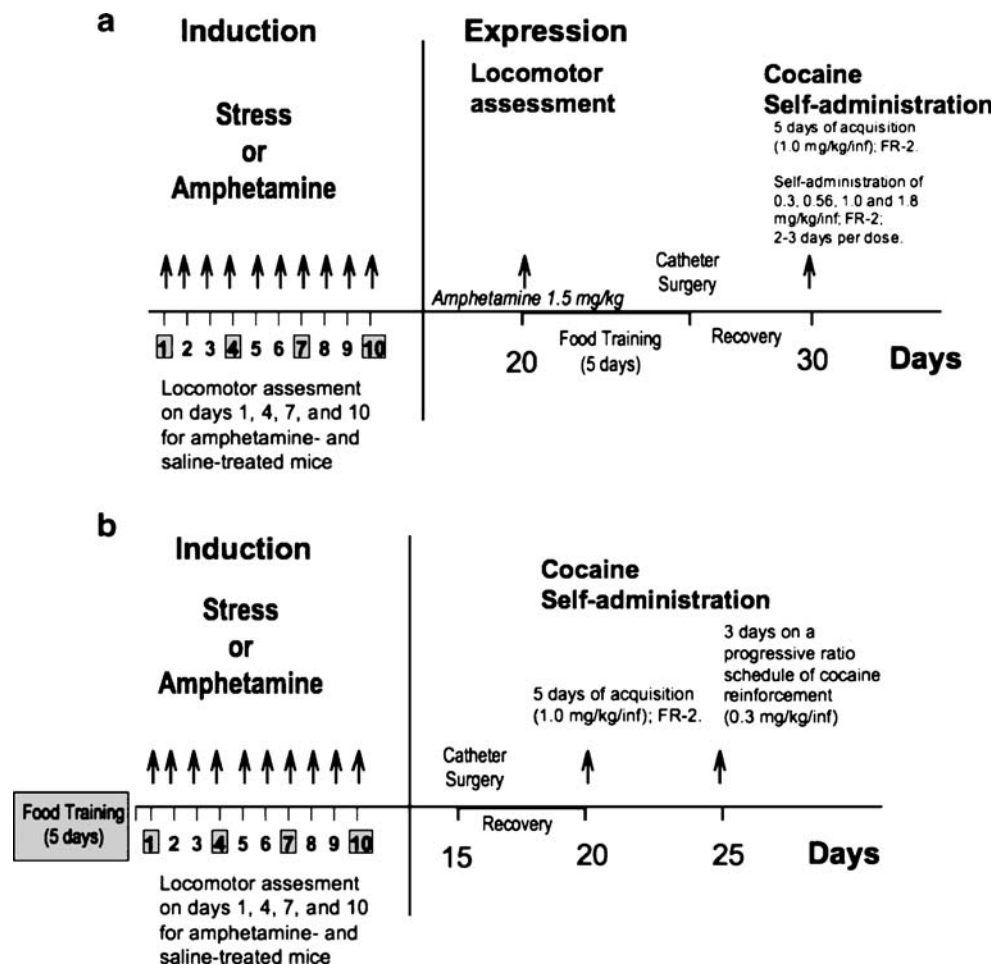 a
Induction
Stress
or
Amphetamine
1 2 3 4 5 6 7 8 9 10
Locomotor assesment
on days 1, 4, 7, and 10
for amphetamine- and
saline-treated mice
Expression
Locomotor
assessment
Amphetamine 1.5 mg/kg
20
Food Training
(5 days)
Catheter
Surgery
Recovery
Cocaine
Self-administration
5 days of acquisition
(1.0 mg/kg/inf); FR-2.
Self-administration of
0.3, 0.56, 1.0 and 1.8
mg/kg/inf; FR-2;
2-3 days per dose.
30
Days
b
Induction
Stress
or
Amphetamine
Food Training
(5 days)
1 2 3 4 5 6 7 8 9 10
Locomotor assesment
on days 1, 4, 7, and 10
for amphetamine- and
saline-treated mice
Cocaine
Self-administration
Catheter
Surgery
Recovery
5 days of acquisition
(1.0 mg/kg/inf); FR-2.
3 days on a
progressive ratio
schedule of cocaine
reinforcement
(0.3 mg/kg/inf)
15 20 25 Days